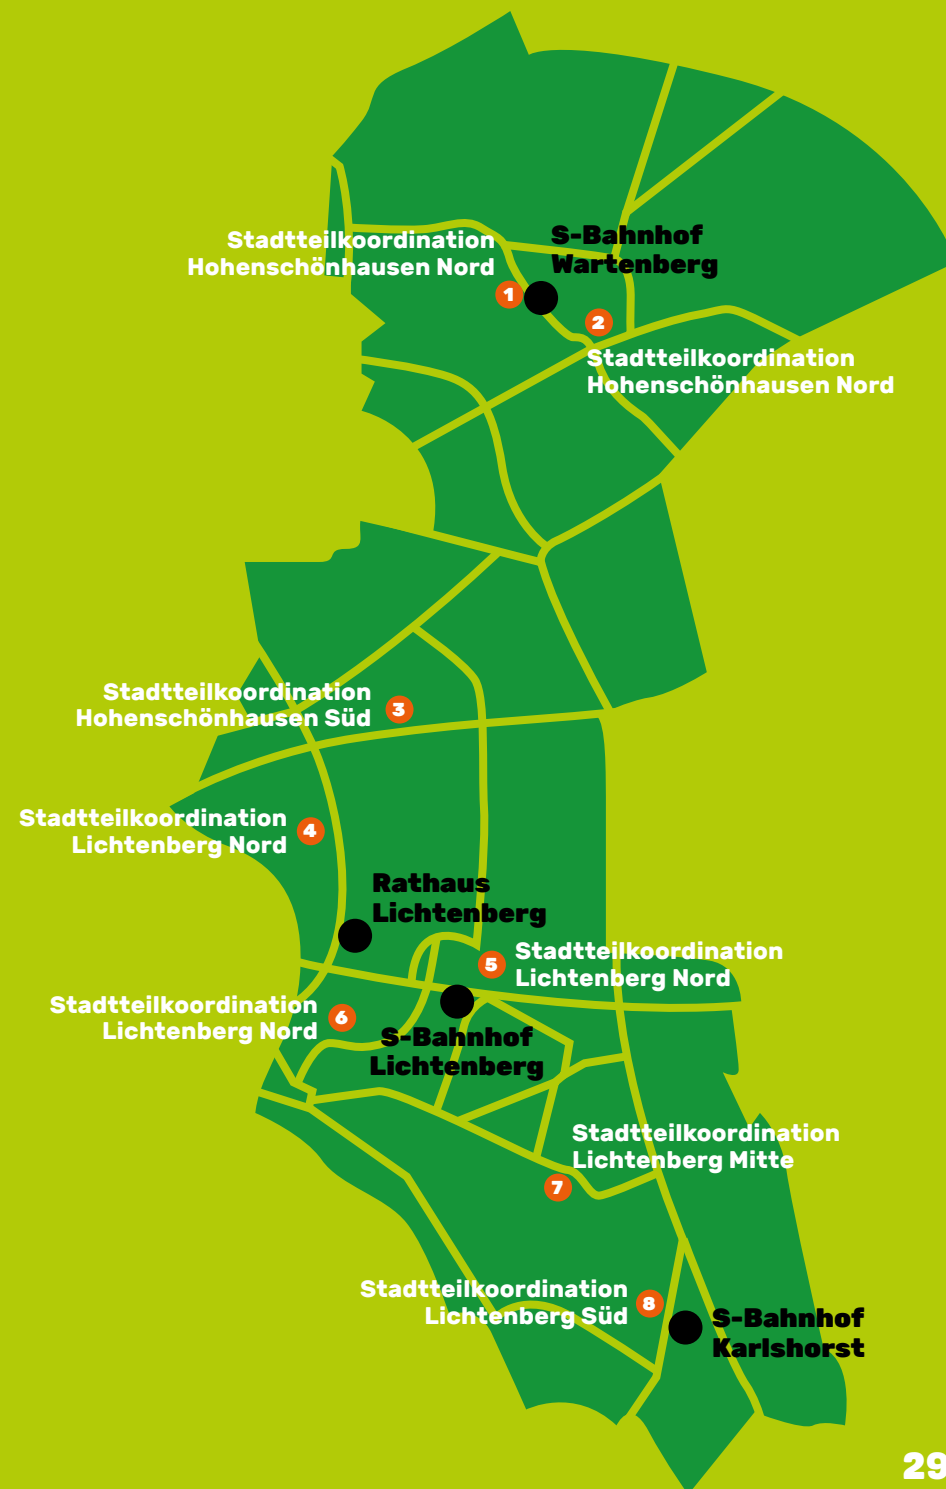 Stadtteilkoordination
Hohenschönhausen Nord
1
S-Bahnhof
Wartenberg
2
Stadtteilkoordination
Hohenschönhausen Nord
Stadtteilkoordination
Hohenschönhausen Süd
3
Stadtteilkoordination
Lichtenberg Nord
4
Rathaus
Lichtenberg
5
Stadtteilkoordination
Lichtenberg Nord
Stadtteilkoordination
Lichtenberg Nord
6
S-Bahnhof
Lichtenberg
Stadtteilkoordination
Lichtenberg Mitte
7
Stadtteilkoordination
Lichtenberg Süd
8
S-Bahnhof
Karlshorst
29